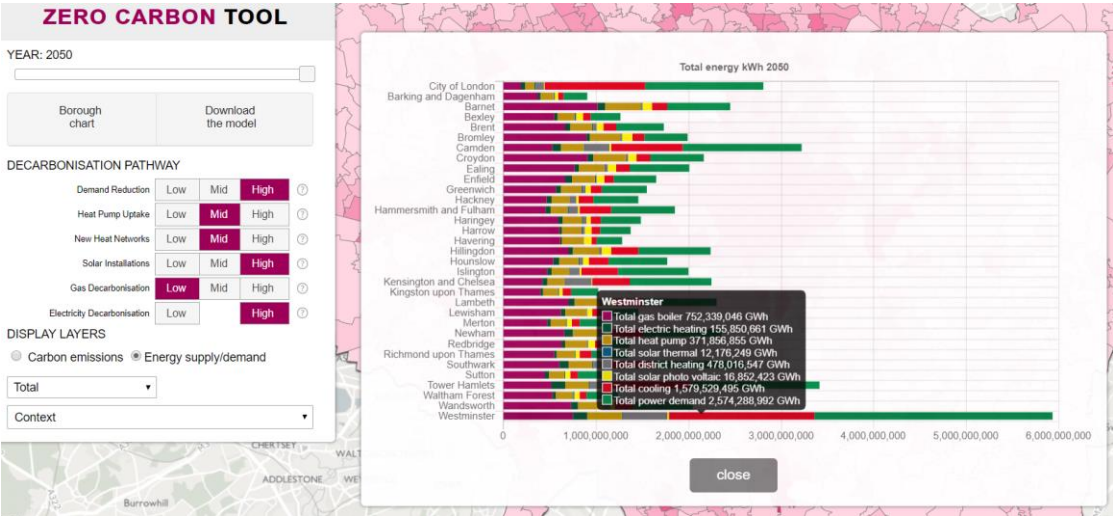 ZERO CARBON TOOL
YEAR: 2050
Borough chart
Download the model
DECARBONISATION PATHWAY
Demand Reduction Low Mid High ?
Heat Pump Uptake Low Mid High ?
New Heat Networks Low Mid High ?
Solar Installations Low Mid High ?
Gas Decarbonisation Low Mid High ?
Electricity Decarbonisation Low High ?
DISPLAY LAYERS
Carbon emissions Energy supply/demand
Total
Context
CHERTSEY
ADDLESTONE
Burrowhill
A322
Total energy kWh 2050
City of London
Barking and Dagenham
Barnet
Bexley
Brent
Bromley
Camden
Croydon
Ealing
Enfield
Greenwich
Hackney
Hammersmith and Fulham
Haringey
Harrow
Havering
Hillingdon
Hounslow
Islington
Kensington and Chelsea
Kingston upon Thames
Lambeth
Lewisham
Merton
Newham
Redbridge
Richmond upon Thames
Southwark
Sutton
Tower Hamlets
Waltham Forest
Wandsworth
Westminster
Westminster
Total gas boiler 752,339,046 GWh
Total electric heating 155,850,661 GWh
Total heat pump 371,856,855 GWh
Total solar thermal 12,176,249 GWh
Total district heating 478,016,547 GWh
Total solar photo voltaic 16,852,423 GWh
Total cooling 1,579,529,495 GWh
Total power demand 2,574,288,992 GWh
0 1,000,000,000 2,000,000,000 3,000,000,000 4,000,000,000 5,000,000,000 6,000,000,000
close